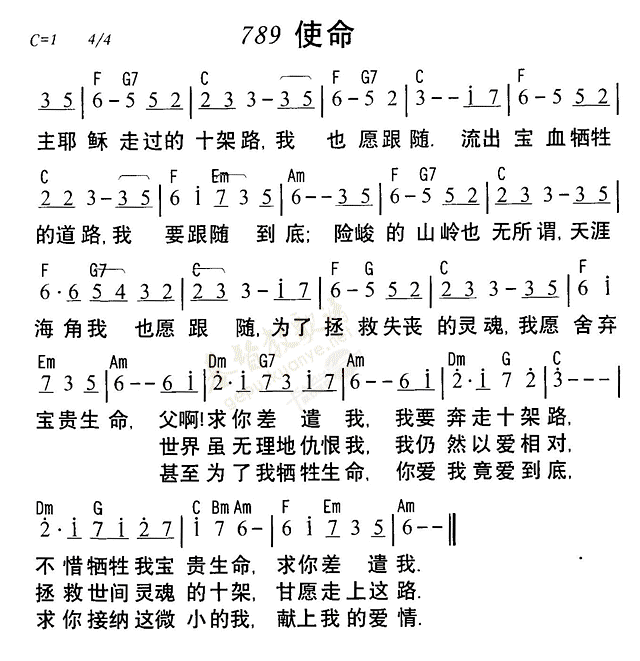 C=1 4/4 789 使命
F G7 C F G7 C F
3 5 | 6 - 5 5 2 | 2 2 3 - 3 5 | 6 - 5 5 2 | 3 - - i 7 | 6 - 5 5 2 |
主耶 稣 走过的 十架路,我 也 愿跟 随. 流出 宝 血牺牲
C F Em Am F G7 C
2 2 3 - 3 5 | 6 i 7 3 5 | 6 - - 3 5 | 6 - 5 5 2 | 2 2 3 - 3 5 |
的道路,我 要跟随 到底; 险峻 的 山岭也 无所谓,天涯
F G7 C F G C F
6 · 6 5 4 3 2 | 2 2 3 - i 7 | 6 - 5 5 2 | 2 2 3 - i 7 | 6 i
海角我 也愿 跟 随,为了 拯 救失丧 的灵魂,我愿 舍弃
Em Am Dm G7 Am Dm G C
7 3 5 | 6 - - 6 i | 2 · i 7 3 i 7 | 6 - - 6 i | 2 · i 6 i 2 | 3 - - - |
宝贵生 命, 父啊!求你差 遣 我, 我要 奔走十架路,
世界 虽无理地仇恨我, 我仍 然以爱相对,
甚至 为了我牺牲生命, 你爱 我竟爱到底,
Dm G C Bm Am F Em Am
2 · i 7 i 2 7 | i 7 6 - | 6 i 7 3 5 | 6 - - ‖
不惜牺牲我宝 贵生命, 求你差 遣我.
拯救世间灵魂 的十架, 甘愿走上这路.
求你接纳这微 小的我, 献上我的爱情.